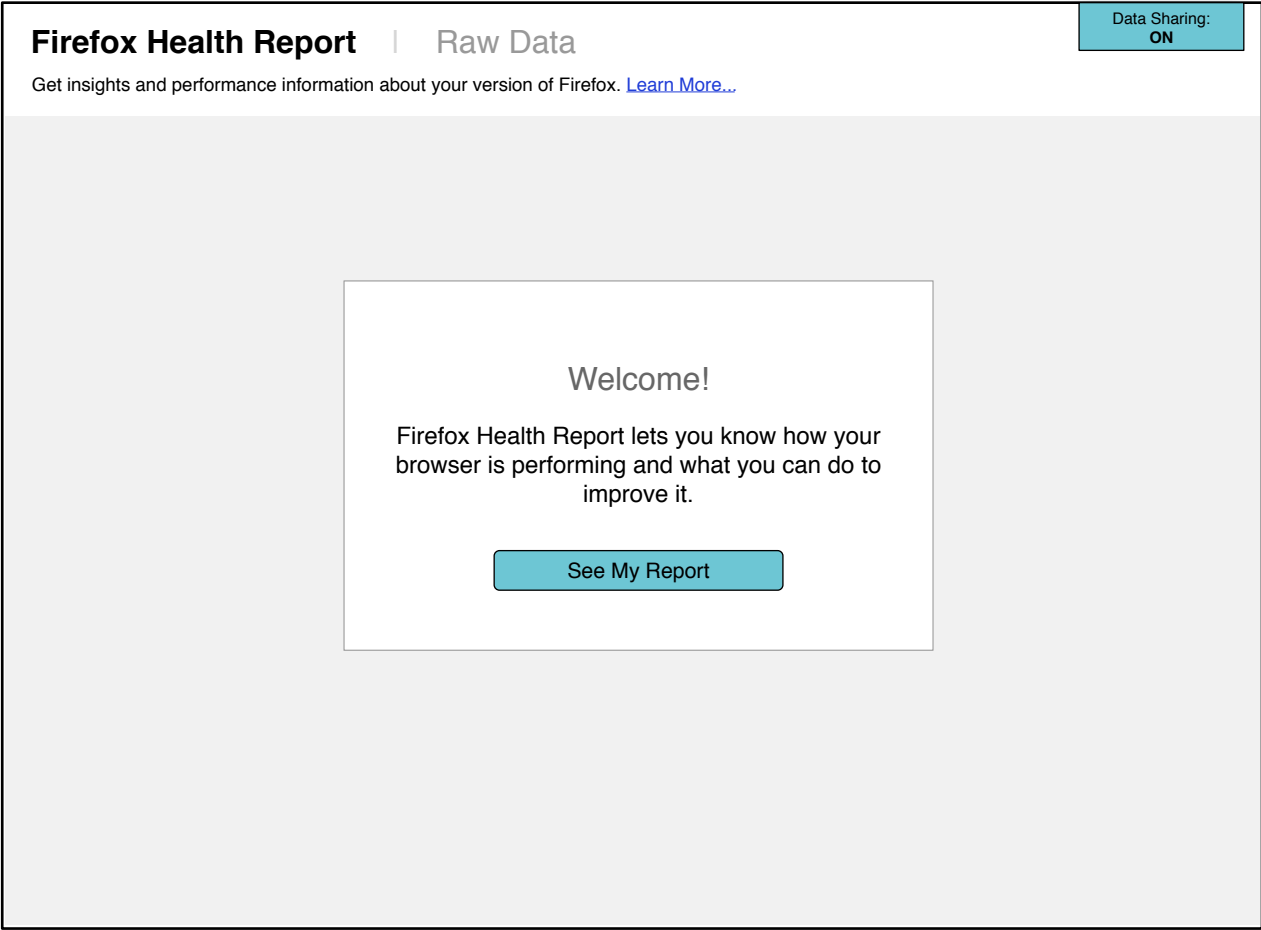 Data Sharing:
ON
Firefox Health Report | Raw Data
Get insights and performance information about your version of Firefox. Learn More...
Welcome!
Firefox Health Report lets you know how your
browser is performing and what you can do to
improve it.
See My Report